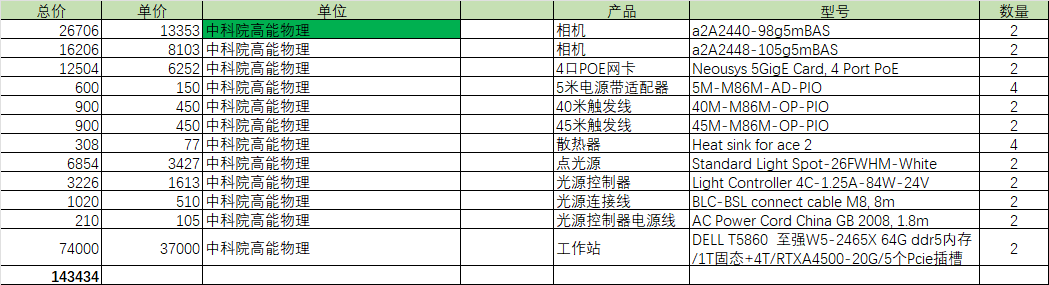 总价 单价 单位 产品 型号 数量
26706 13353 中科院高能物理 相机 a2A2440-98g5mBAS 2
16206 8103 中科院高能物理 相机 a2A2448-105g5mBAS 2
12504 6252 中科院高能物理 4口POE网卡 Neousys 5GigE Card, 4 Port PoE 2
600 150 中科院高能物理 5米电源带适配器 5M-M86M-AD-PIO 4
900 450 中科院高能物理 40米触发线 40M-M86M-OP-PIO 2
900 450 中科院高能物理 45米触发线 45M-M86M-OP-PIO 2
308 77 中科院高能物理 散热器 Heat sink for ace 2 4
6854 3427 中科院高能物理 点光源 Standard Light Spot-26FWHM-White 2
3226 1613 中科院高能物理 光源控制器 Light Controller 4C-1.25A-84W-24V 2
1020 510 中科院高能物理 光源连接线 BLC-BSL connect cable M8, 8m 2
210 105 中科院高能物理 光源控制器电源线 AC Power Cord China GB 2008, 1.8m 2
74000 37000 中科院高能物理 工作站 DELL T5860 至强W5-2465X 64G ddr5内存
/1T固态+4T/RTXA4500-20G/5个Pcie插槽 2
143434